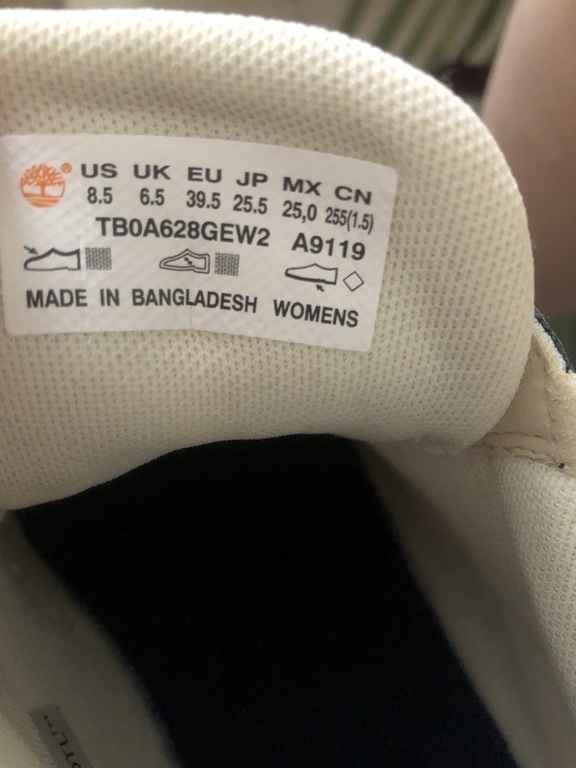 US UK EU JP MX CN
8.5 6.5 39.5 25.5 25,0 255(1.5)
TB0A628GEW2 A9119
MADE IN BANGLADESH WOMENS